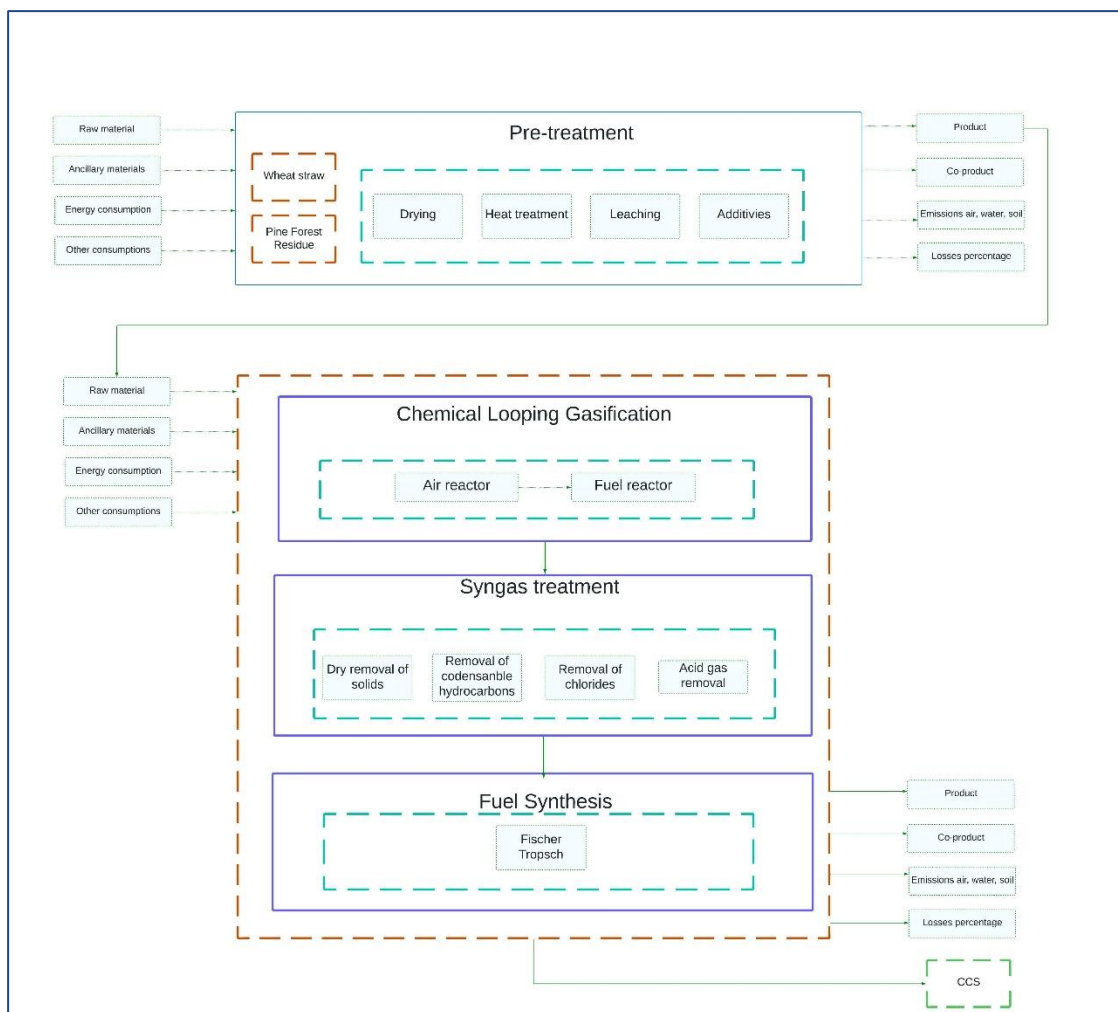 Pre-treatment
Raw material
Ancillary materials
Energy consumption
Other consumptions
Wheat straw
Pine Forest
Residue
Drying
Heat treatment
Leaching
Additivies
Product
Co-product
Emissions air, water, soil
Losses percentage
Raw material
Ancillary materials
Energy consumption
Other consumptions
Chemical Looping Gasification
Air reactor
Fuel reactor
Syngas treatment
Dry removal of
solids
Removal of
codensanble
hydrocarbons
Removal of
chlorides
Acid gas
removal
Fuel Synthesis
Fischer
Tropsch
Product
Co-product
Emissions air, water, soil
Losses percentage
CCS